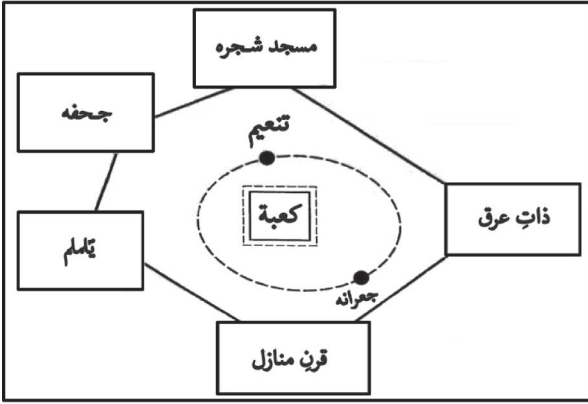 مسجد شجره
جحفه
تنعیم
ذاتِ عرق
کعبة
یَلملم
جعرانه
قرنِ منازل